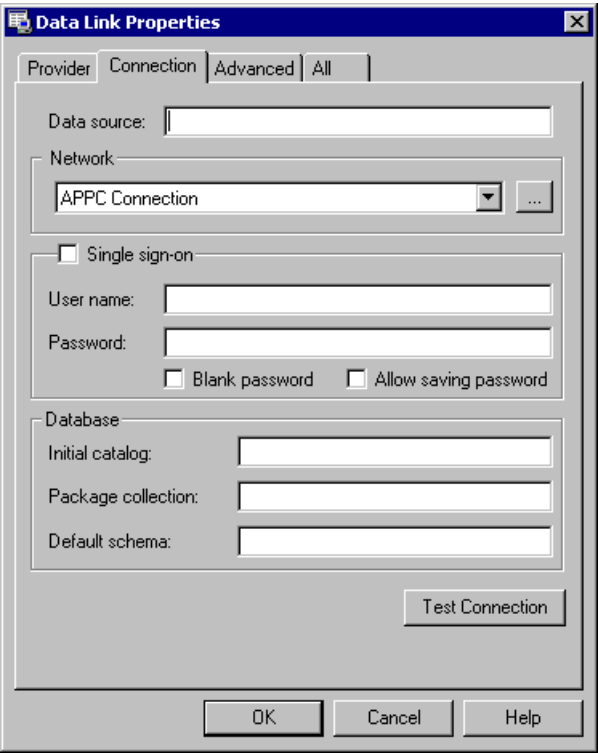 Data Link Properties
Provider Connection Advanced All
Data source:
Network
APPC Connection ...
Single sign-on
User name:
Password:
Blank password Allow saving password
Database
Initial catalog:
Package collection:
Default schema:
Test Connection
OK Cancel Help